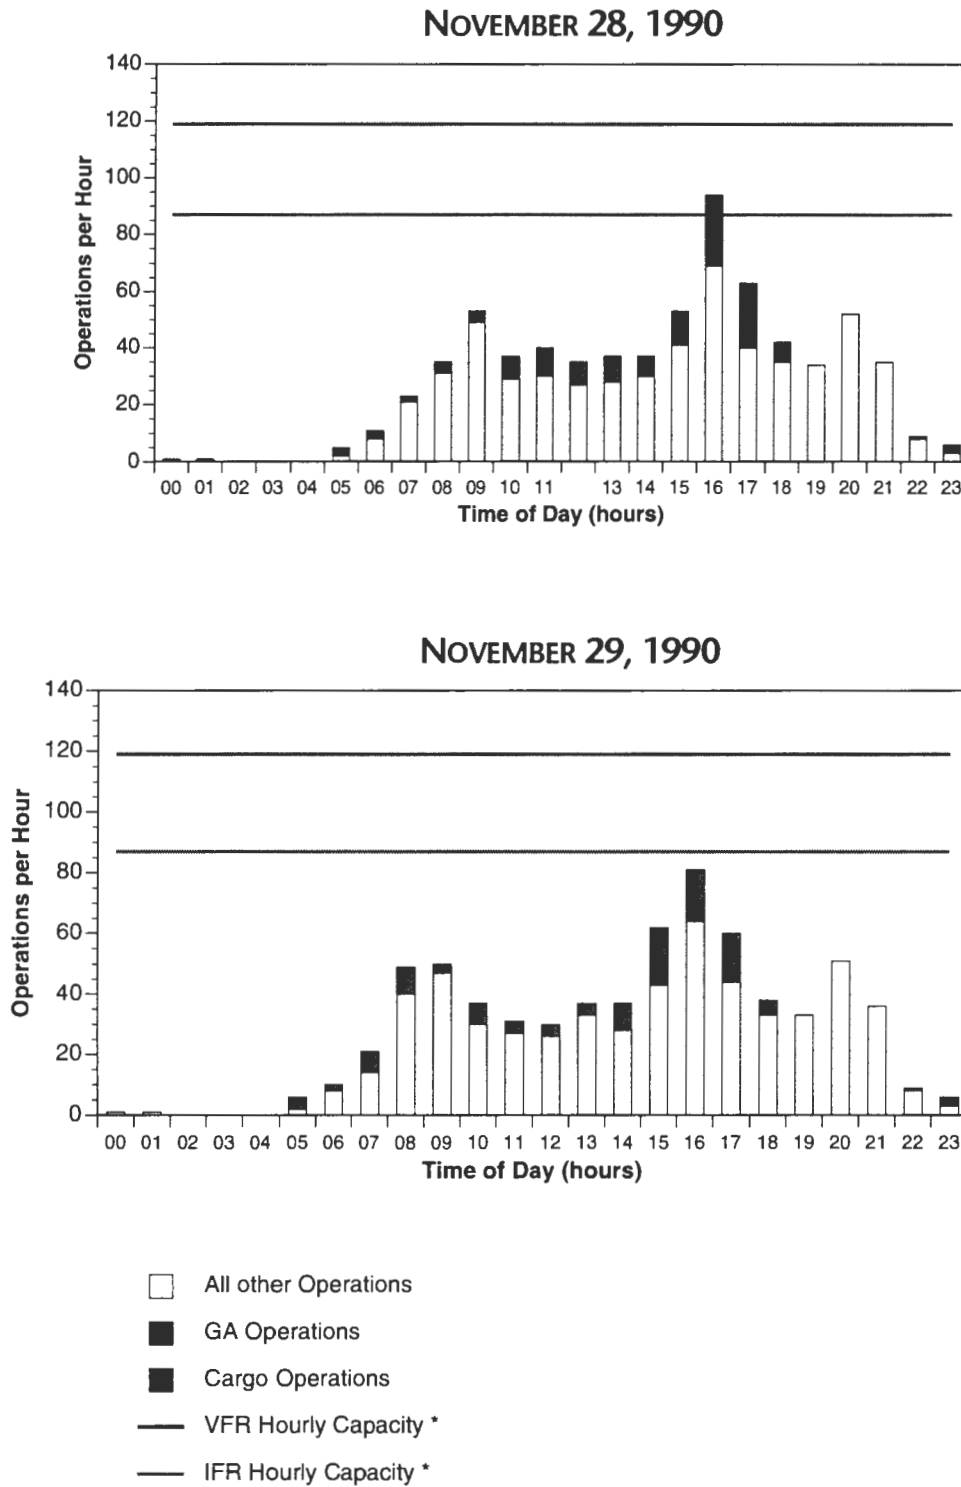 NOVEMBER 28, 1990
140
120
100
80
60
40
20
0
Operations per Hour
00 01 02 03 04 05 06 07 08 09 10 11 13 14 15 16 17 18 19 20 21 22 23
Time of Day (hours)
NOVEMBER 29, 1990
140
120
100
80
60
40
20
0
Operations per Hour
00 01 02 03 04 05 06 07 08 09 10 11 12 13 14 15 16 17 18 19 20 21 22 23
Time of Day (hours)
All other Operations
GA Operations
Cargo Operations
VFR Hourly Capacity *
IFR Hourly Capacity *